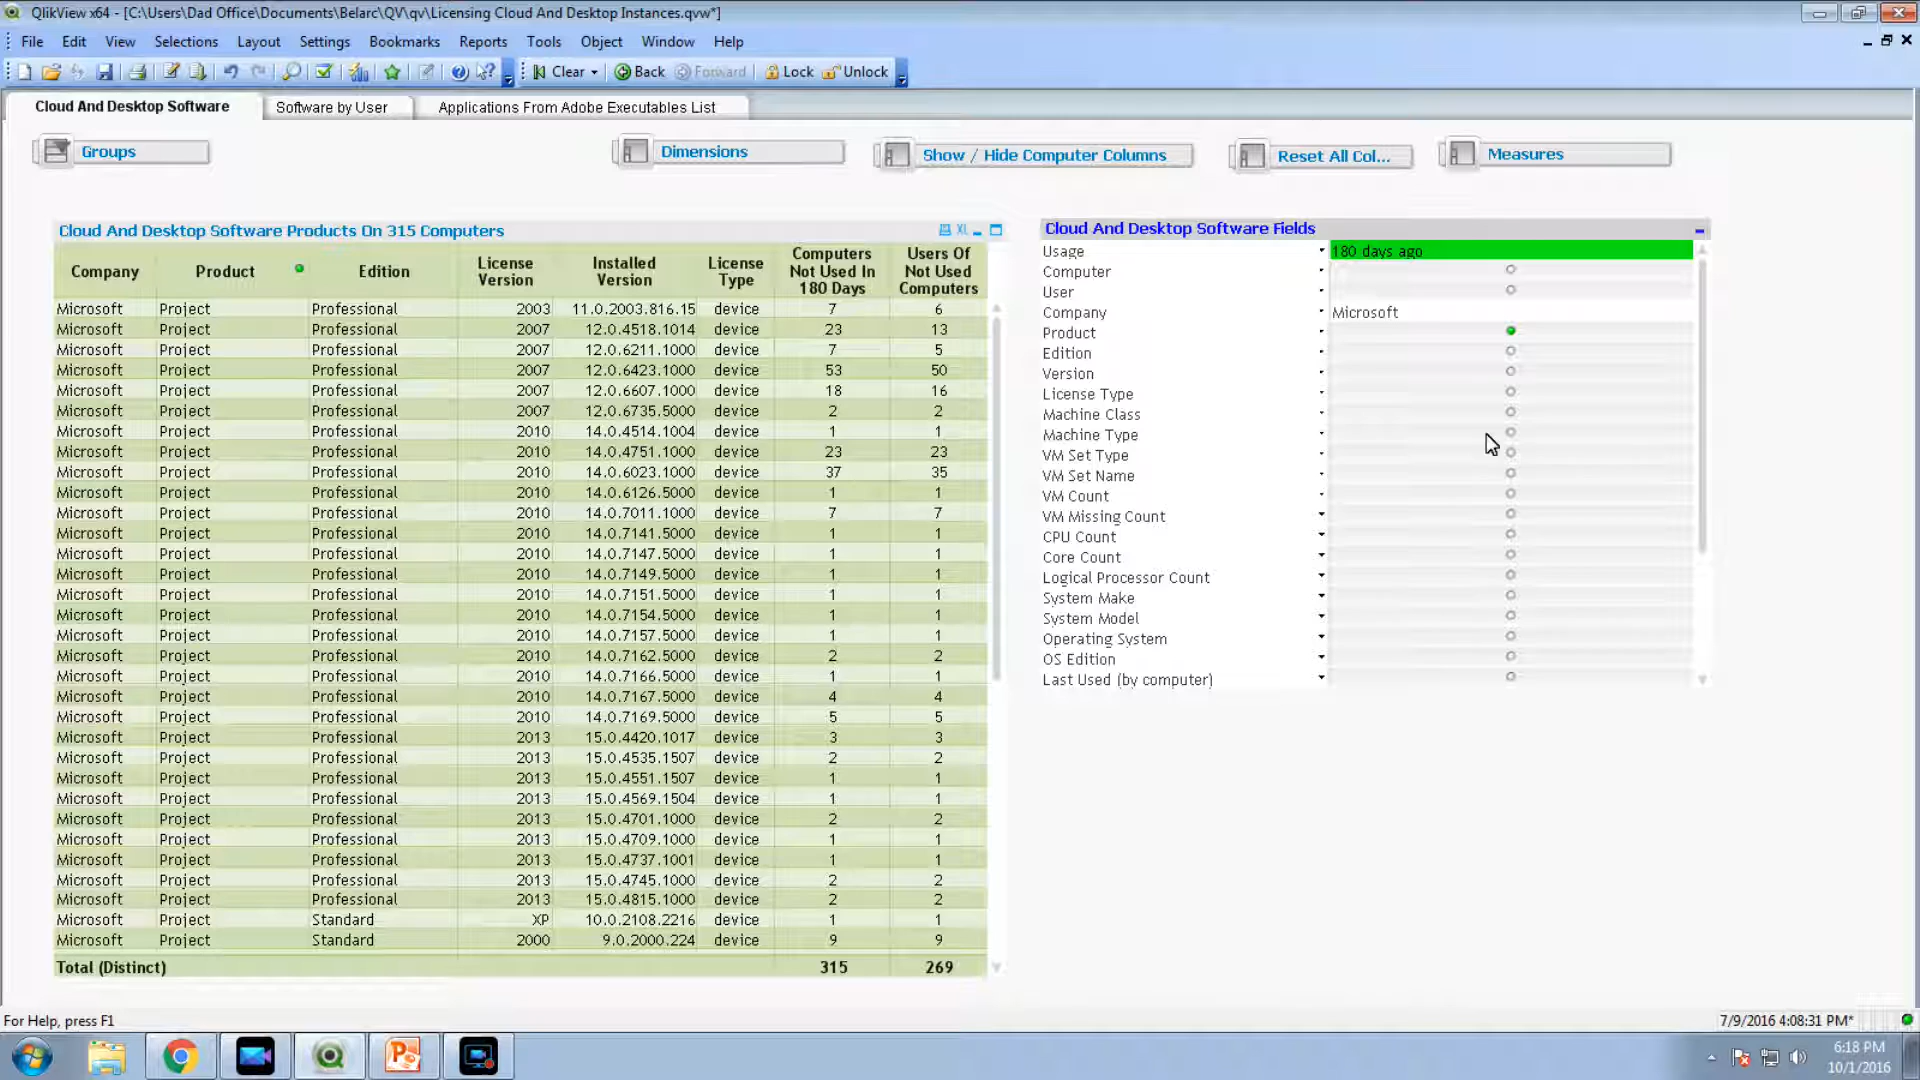 QlikView x64 - [C:\Users\Dad Office\Documents\Belarc\QV\qv\Licensing Cloud And Desktop Instances.qvw*]
File Edit View Selections Layout Settings Bookmarks Reports Tools Object Window Help
Clear Back Forward Lock Unlock
Cloud And Desktop Software Software by User Applications From Adobe Executables List
Groups Dimensions Show / Hide Computer Columns Reset All Col... Measures
Cloud And Desktop Software Products On 315 Computers XL
Company Product Edition License Version Installed Version License Type Computers Not Used In 180 Days Users Of Not Used Computers
Microsoft Project Professional 2003 11.0.2003.816.15 device 7 6
Microsoft Project Professional 2007 12.0.4518.1014 device 23 13
Microsoft Project Professional 2007 12.0.6211.1000 device 7 5
Microsoft Project Professional 2007 12.0.6423.1000 device 53 50
Microsoft Project Professional 2007 12.0.6607.1000 device 18 16
Microsoft Project Professional 2007 12.0.6735.5000 device 2 2
Microsoft Project Professional 2010 14.0.4514.1004 device 1 1
Microsoft Project Professional 2010 14.0.4751.1000 device 23 23
Microsoft Project Professional 2010 14.0.6023.1000 device 37 35
Microsoft Project Professional 2010 14.0.6126.5000 device 1 1
Microsoft Project Professional 2010 14.0.7011.1000 device 7 7
Microsoft Project Professional 2010 14.0.7141.5000 device 1 1
Microsoft Project Professional 2010 14.0.7147.5000 device 1 1
Microsoft Project Professional 2010 14.0.7149.5000 device 1 1
Microsoft Project Professional 2010 14.0.7151.5000 device 1 1
Microsoft Project Professional 2010 14.0.7154.5000 device 1 1
Microsoft Project Professional 2010 14.0.7157.5000 device 1 1
Microsoft Project Professional 2010 14.0.7162.5000 device 2 2
Microsoft Project Professional 2010 14.0.7166.5000 device 1 1
Microsoft Project Professional 2010 14.0.7167.5000 device 4 4
Microsoft Project Professional 2010 14.0.7169.5000 device 5 5
Microsoft Project Professional 2013 15.0.4420.1017 device 3 3
Microsoft Project Professional 2013 15.0.4535.1507 device 2 2
Microsoft Project Professional 2013 15.0.4551.1507 device 1 1
Microsoft Project Professional 2013 15.0.4569.1504 device 1 1
Microsoft Project Professional 2013 15.0.4701.1000 device 2 2
Microsoft Project Professional 2013 15.0.4709.1000 device 1 1
Microsoft Project Professional 2013 15.0.4737.1001 device 1 1
Microsoft Project Professional 2013 15.0.4745.1000 device 2 2
Microsoft Project Professional 2013 15.0.4815.1000 device 2 2
Microsoft Project Standard XP 10.0.2108.2216 device 1 1
Microsoft Project Standard 2000 9.0.2000.224 device 9 9
Total (Distinct) 315 269
Cloud And Desktop Software Fields
Usage 180 days ago
Computer
User
Company Microsoft
Product
Edition
Version
License Type
Machine Class
Machine Type
VM Set Type
VM Set Name
VM Count
VM Missing Count
CPU Count
Core Count
Logical Processor Count
System Make
System Model
Operating System
OS Edition
Last Used (by computer)
For Help, press F1 7/9/2016 4:08:31 PM*
6:18 PM
10/1/2016